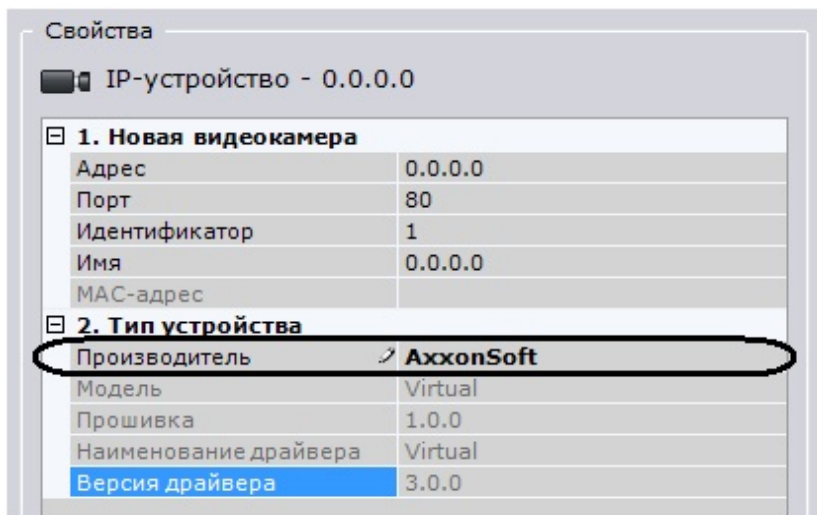 Свойства
IP-устройство - 0.0.0.0
1. Новая видеокамера
Адрес 0.0.0.0
Порт 80
Идентификатор 1
Имя 0.0.0.0
MAC-адрес
2. Тип устройства
Производитель AxxonSoft
Модель Virtual
Прошивка 1.0.0
Наименование драйвера Virtual
Версия драйвера 3.0.0